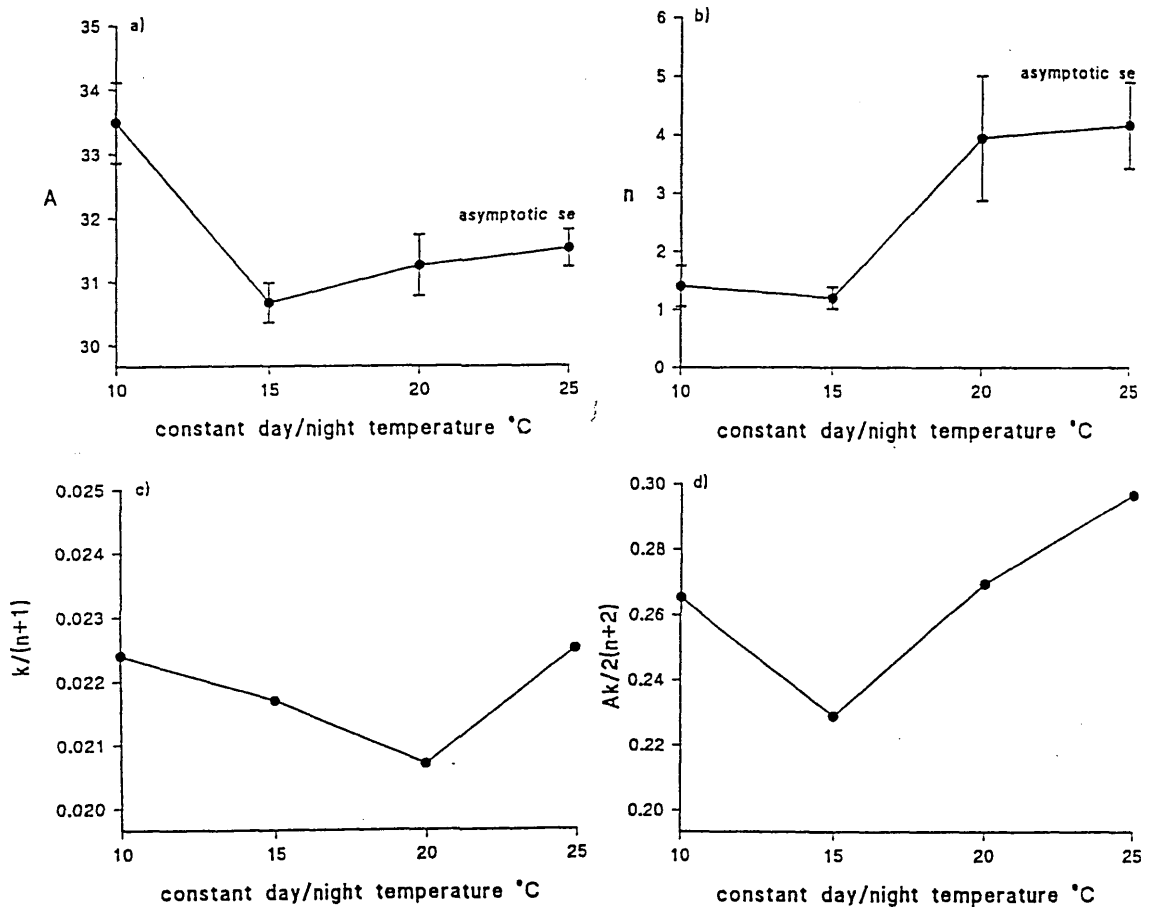 a)
35
34
33
32
31
30
A
asymptotic se
10 15 20 25
constant day/night temperature °C
b)
6
5
4
3
2
1
0
n
asymptotic se
10 15 20 25
constant day/night temperature °C
c)
0.025
0.024
0.023
0.022
0.021
0.020
k/(n+1)
10 15 20 25
constant day/night temperature °C
d)
0.30
0.28
0.26
0.24
0.22
0.20
Ak/2(n+2)
10 15 20 25
constant day/night temperature °C